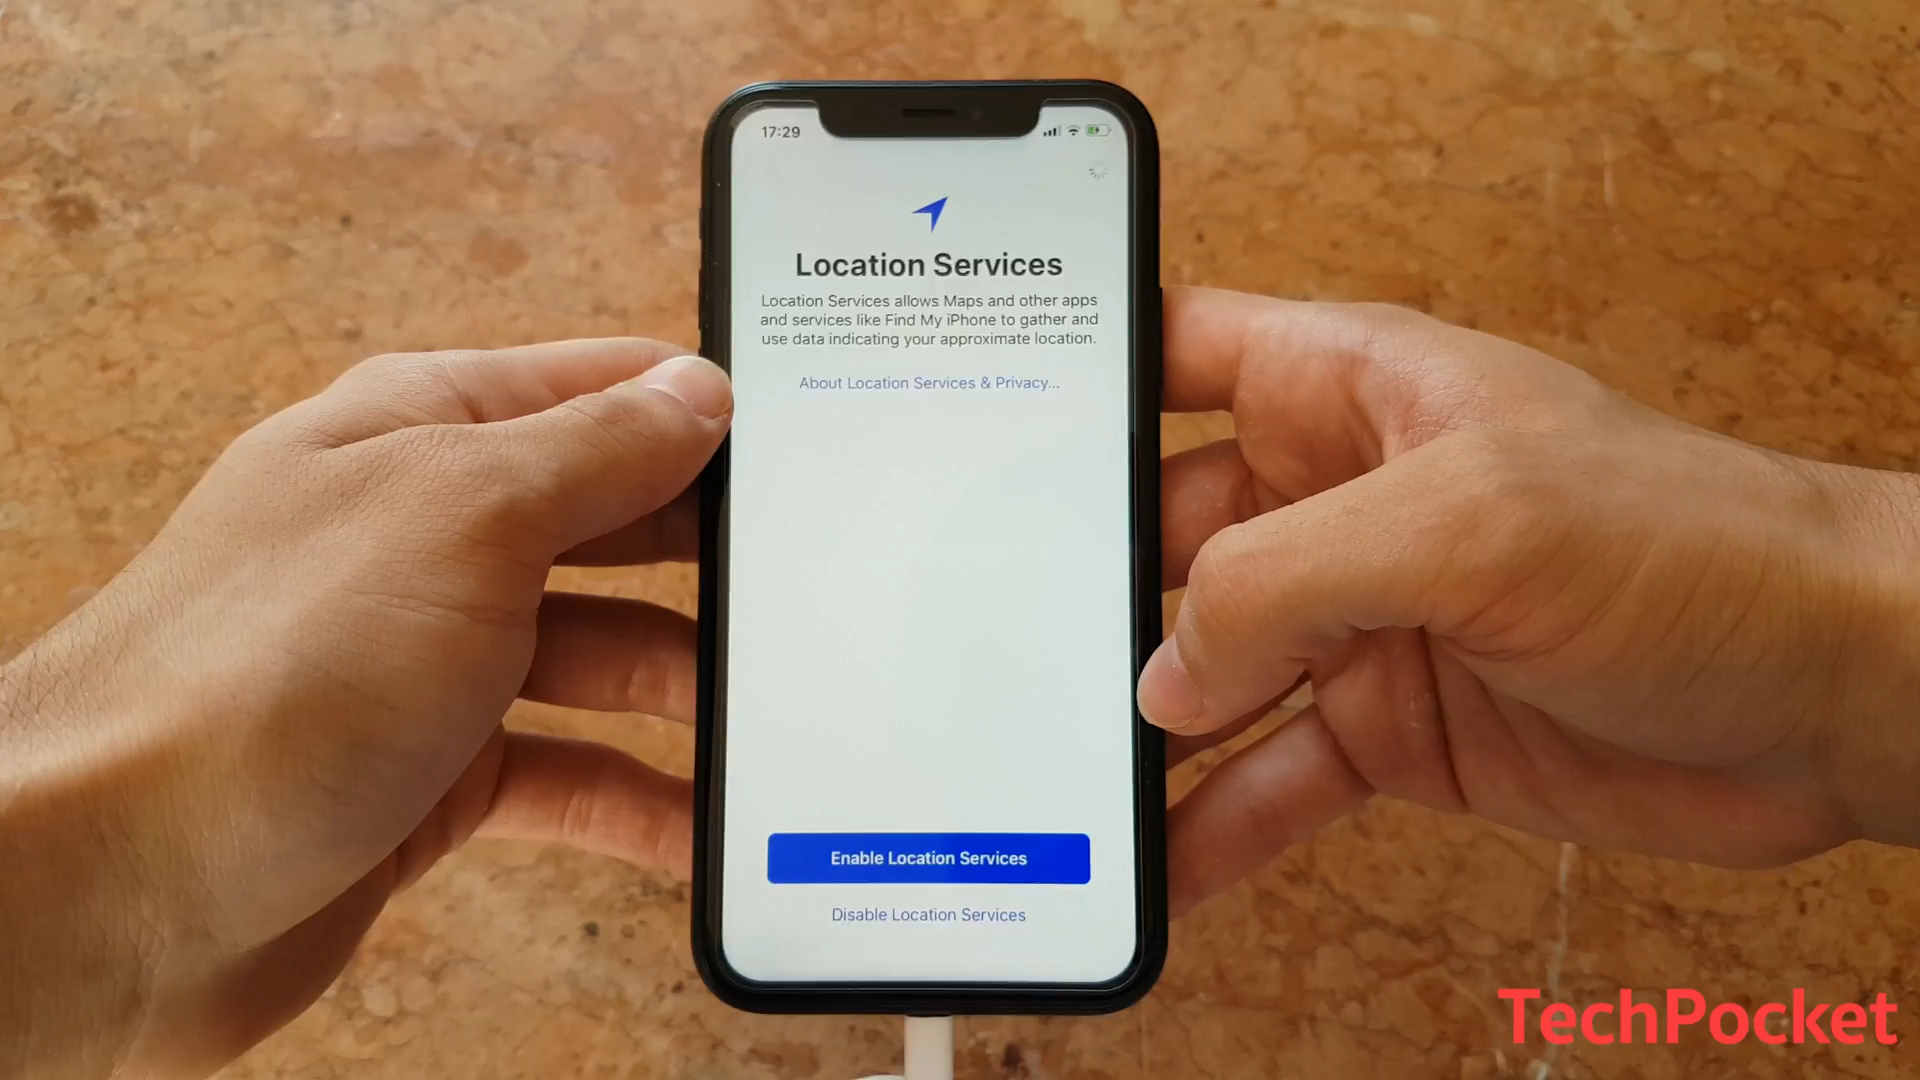 17:29
Location Services
Location Services allows Maps and other apps
and services like Find My iPhone to gather and
use data indicating your approximate location.
About Location Services & Privacy...
Enable Location Services
Disable Location Services
TechPocket